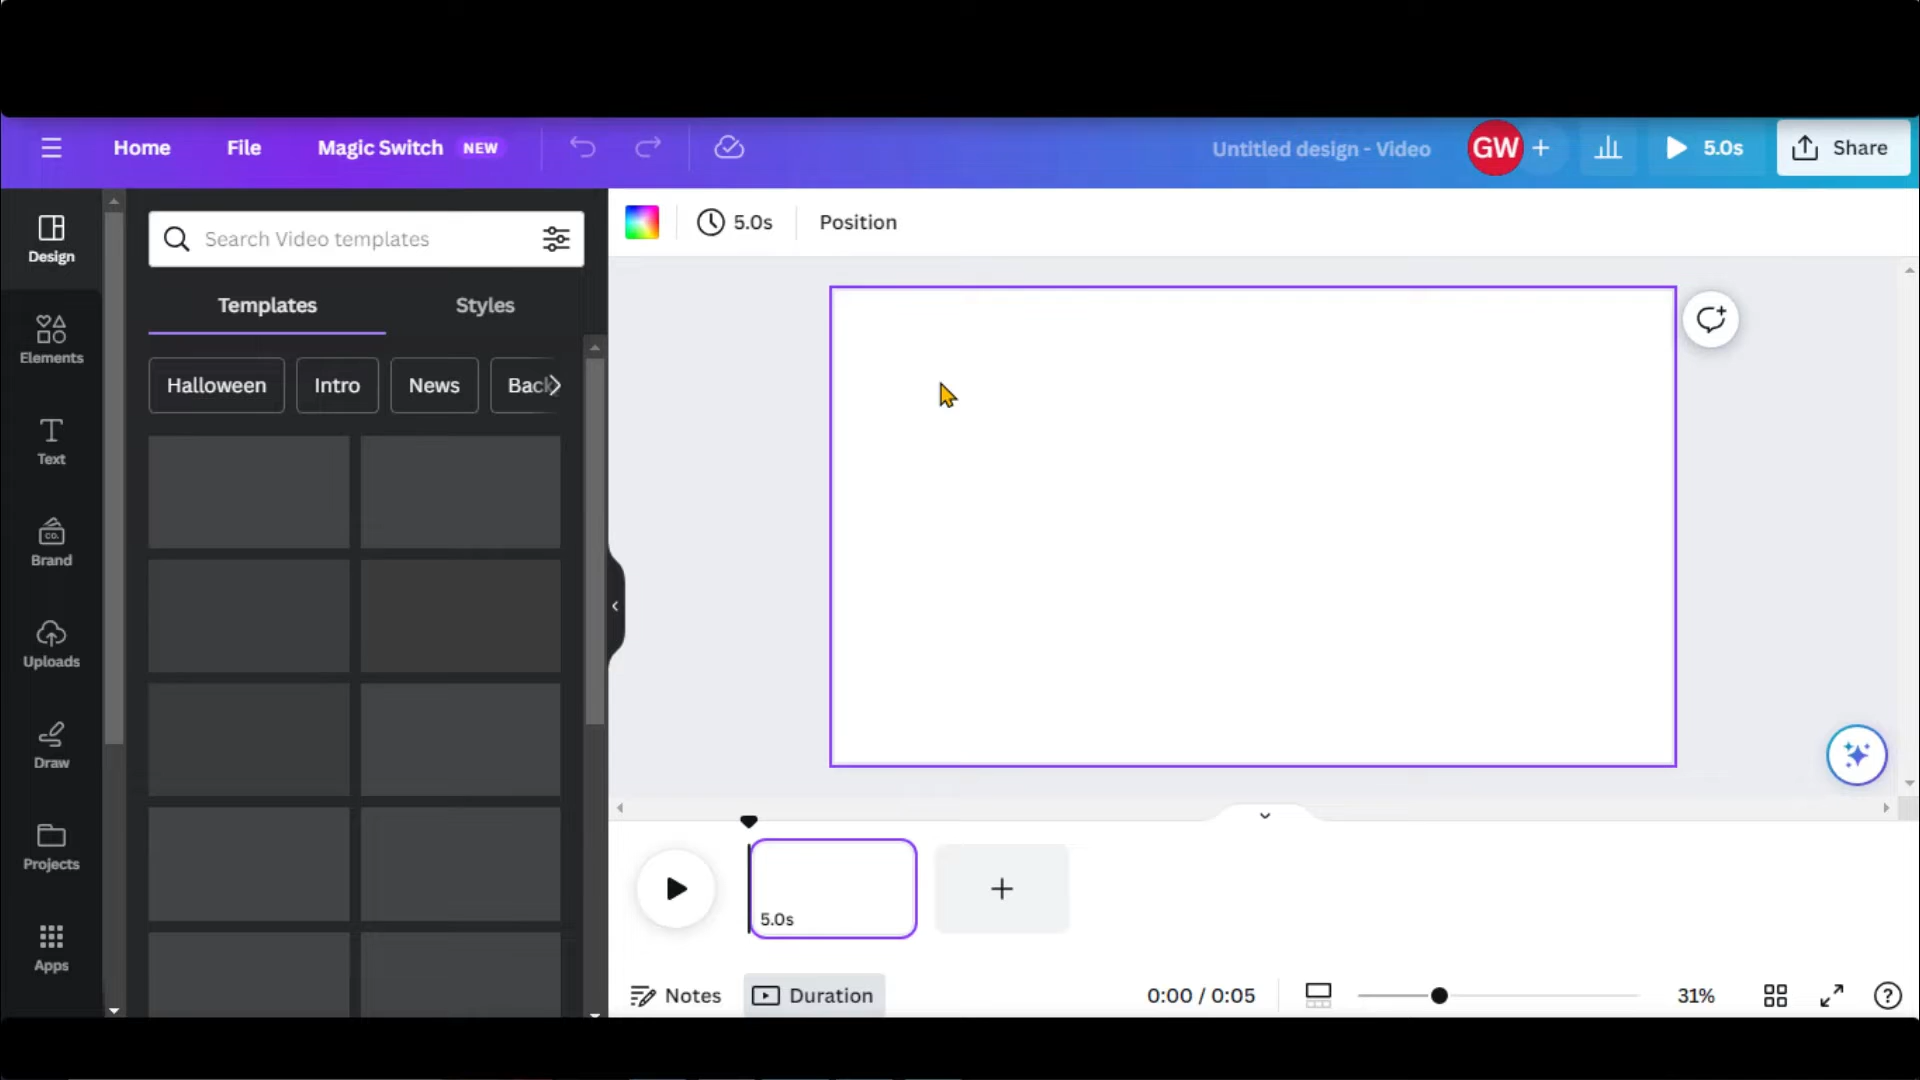 Home File Magic Switch NEW Untitled design - Video GW 5.0s Share
Design
Elements
Text
Brand
CO.
Uploads
Draw
Projects
Apps
Search Video templates
Templates Styles
Halloween Intro News Back
5.0s Position
5.0s
Notes Duration 0:00 / 0:05 31%